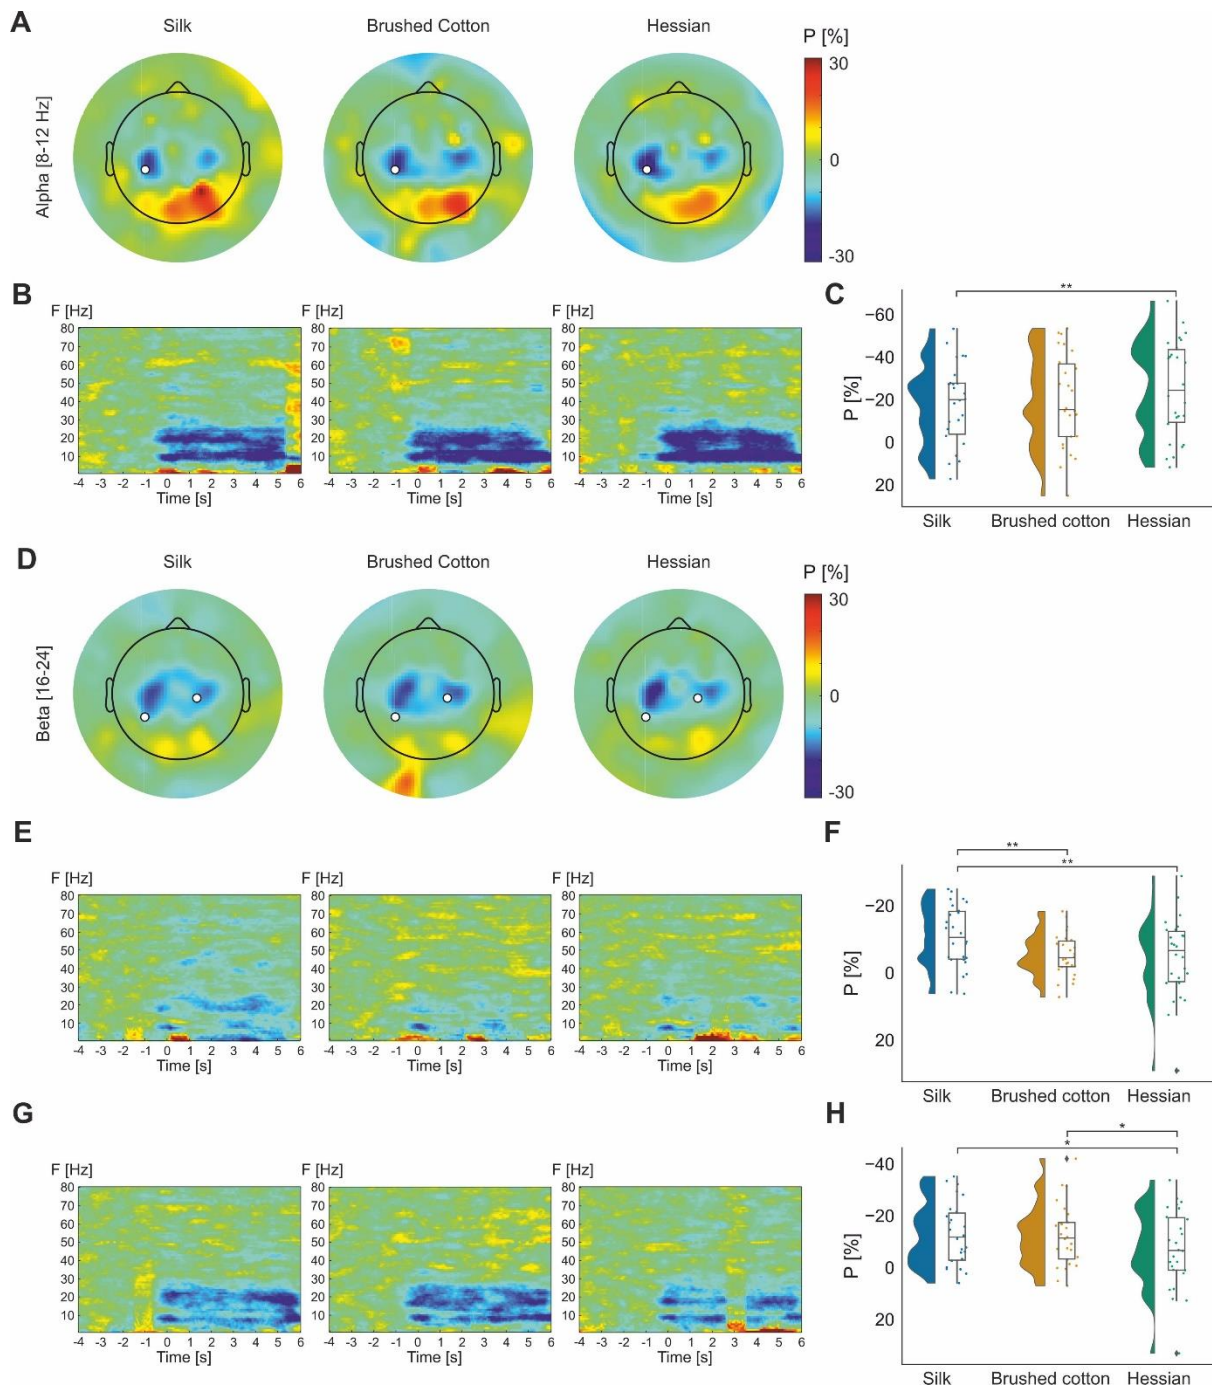 A
Silk Brushed Cotton Hessian
P [%]
Alpha [8-12 Hz]
30
0
-30
B
F [Hz] F [Hz] F [Hz]
80 80 80
70 70 70
60 60 60
50 50 50
40 40 40
30 30 30
20 20 20
10 10 10
-4 -3 -2 -1 0 1 2 3 4 5 6 -4 -3 -2 -1 0 1 2 3 4 5 6 -4 -3 -2 -1 0 1 2 3 4 5 6
Time [s] Time [s] Time [s]
C
**
P [%]
−60
−40
−20
0
20
Silk Brushed cotton Hessian
D
Silk Brushed Cotton Hessian
P [%]
Beta [16-24]
30
0
-30
E
F [Hz] F [Hz] F [Hz]
80 80 80
70 70 70
60 60 60
50 50 50
40 40 40
30 30 30
20 20 20
10 10 10
-4 -3 -2 -1 0 1 2 3 4 5 6 -4 -3 -2 -1 0 1 2 3 4 5 6 -4 -3 -2 -1 0 1 2 3 4 5 6
Time [s] Time [s] Time [s]
F
**
**
P [%]
−20
0
20
Silk Brushed cotton Hessian
G
F [Hz] F [Hz] F [Hz]
80 80 80
70 70 70
60 60 60
50 50 50
40 40 40
30 30 30
20 20 20
10 10 10
-4 -3 -2 -1 0 1 2 3 4 5 6 -4 -3 -2 -1 0 1 2 3 4 5 6 -4 -3 -2 -1 0 1 2 3 4 5 6
Time [s] Time [s] Time [s]
H
*
*
P [%]
−40
−20
0
20
Silk Brushed cotton Hessian